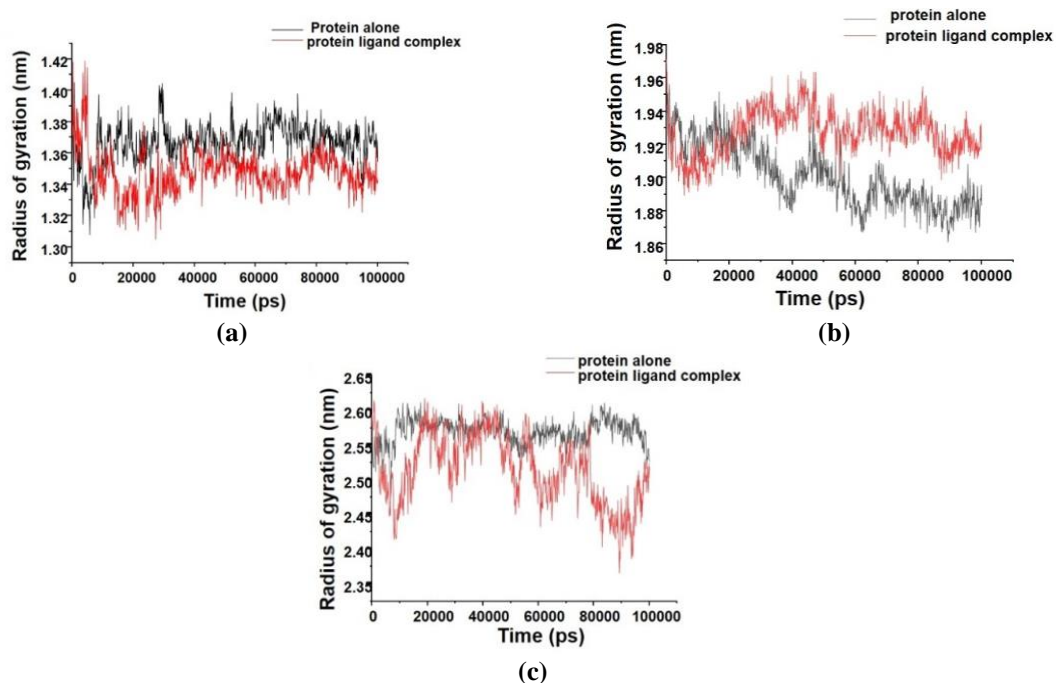 Protein alone
protein ligand complex
Radius of gyration (nm)
1.42
1.40
1.38
1.36
1.34
1.32
1.30
0 20000 40000 60000 80000 100000
Time (ps)
(a)
protein alone
protein ligand complex
Radius of gyration (nm)
1.98
1.96
1.94
1.92
1.90
1.88
1.86
0 20000 40000 60000 80000 100000
Time (ps)
(b)
protein alone
protein ligand complex
Radius of gyration (nm)
2.65
2.60
2.55
2.50
2.45
2.40
2.35
0 20000 40000 60000 80000 100000
Time (ps)
(c)